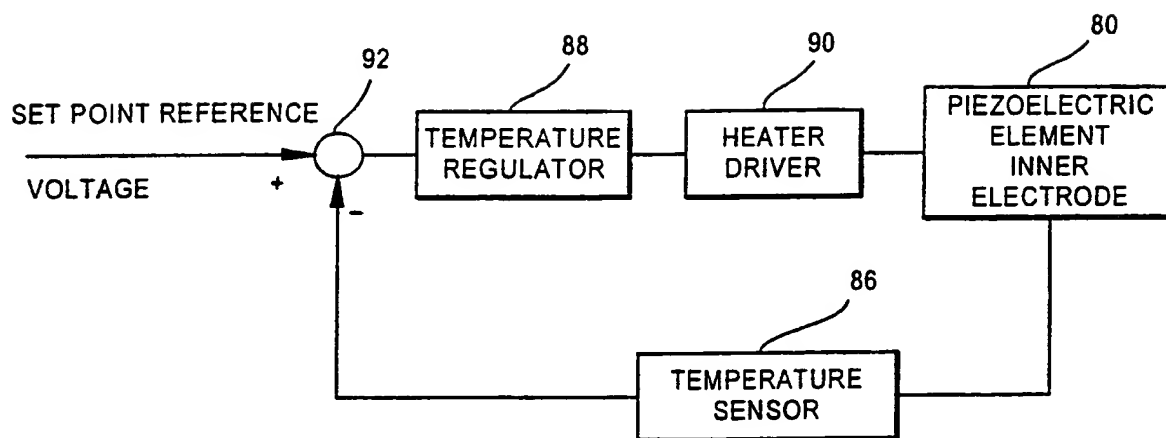 80
90
88
92
SET POINT REFERENCE
VOLTAGE
+
-
TEMPERATURE
REGULATOR
HEATER
DRIVER
PIEZOELECTRIC
ELEMENT
INNER
ELECTRODE
86
TEMPERATURE
SENSOR